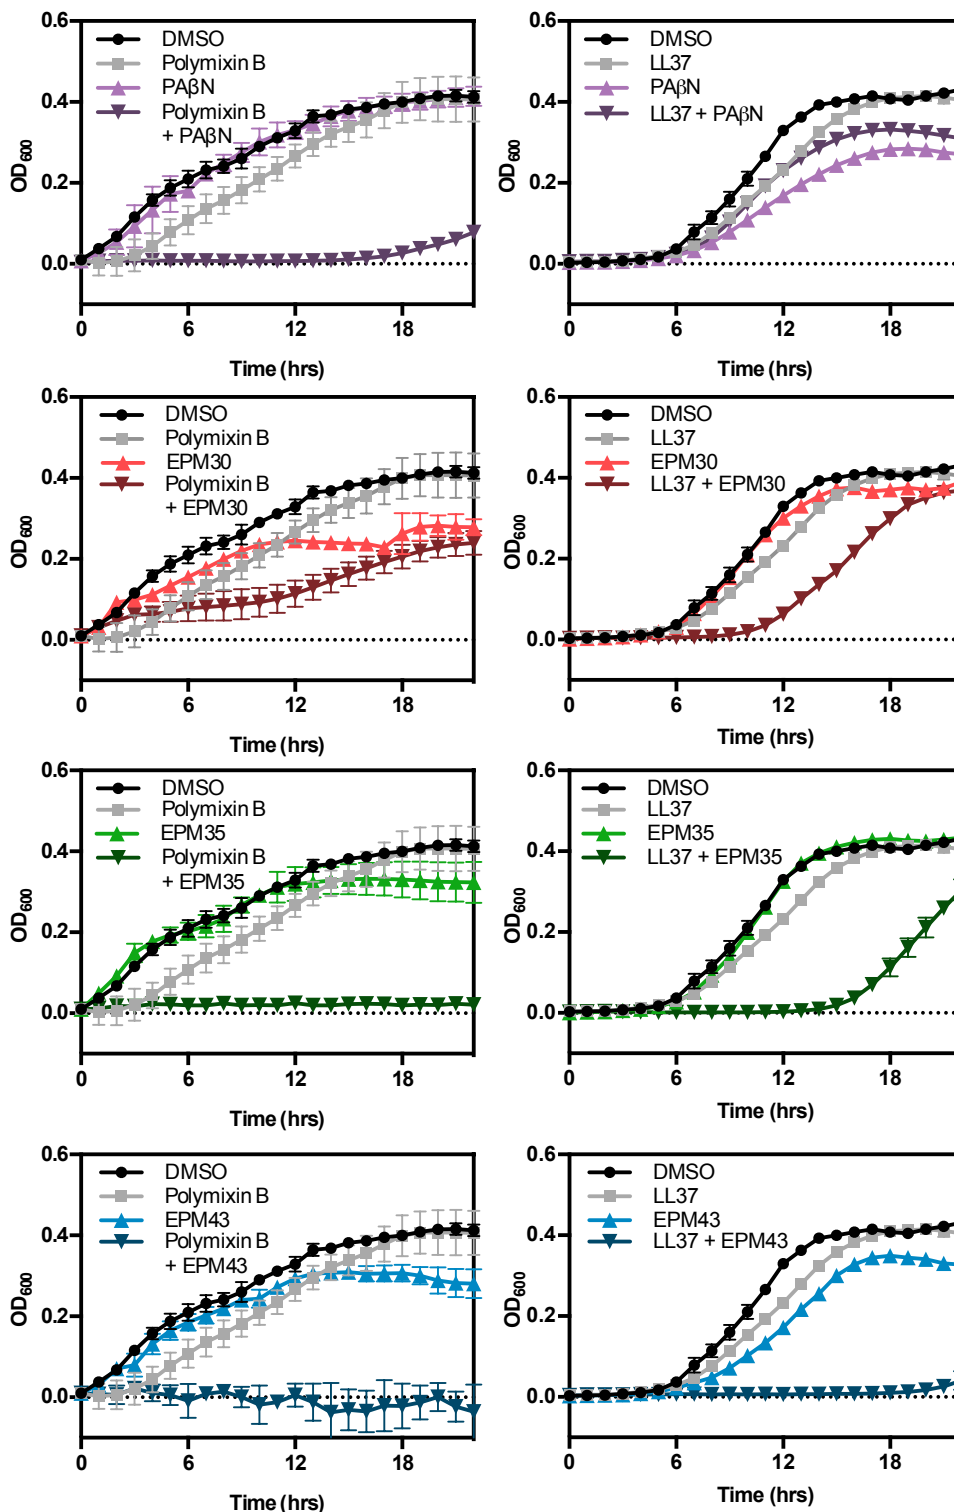 0.6
DMSO
Polymixin B
PAβN
Polymixin B
+ PAβN
0.4
OD600
0.2
0.0
0 6 12 18
Time (hrs)
0.6
DMSO
LL37
PAβN
LL37 + PAβN
0.4
OD600
0.2
0.0
0 6 12 18
Time (hrs)
0.6
DMSO
Polymixin B
EPM30
Polymixin B
+ EPM30
0.4
OD600
0.2
0.0
0 6 12 18
Time (hrs)
0.6
DMSO
LL37
EPM30
LL37 + EPM30
0.4
OD600
0.2
0.0
0 6 12 18
Time (hrs)
0.6
DMSO
Polymixin B
EPM35
Polymixin B
+ EPM35
0.4
OD600
0.2
0.0
0 6 12 18
Time (hrs)
0.6
DMSO
LL37
EPM35
LL37 + EPM35
0.4
OD600
0.2
0.0
0 6 12 18
Time (hrs)
0.6
DMSO
Polymixin B
EPM43
Polymixin B
+ EPM43
0.4
OD600
0.2
0.0
0 6 12 18
Time (hrs)
0.6
DMSO
LL37
EPM43
LL37 + EPM43
0.4
OD600
0.2
0.0
0 6 12 18
Time (hrs)